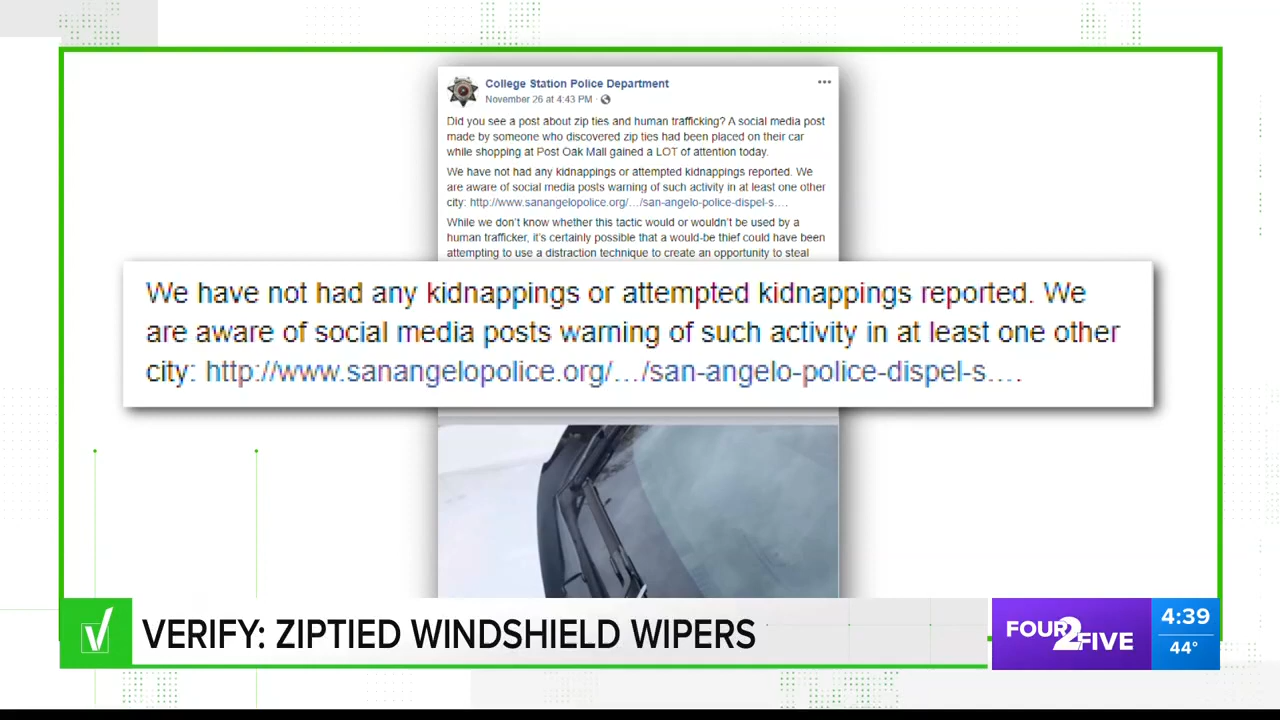 College Station Police Department
November 26 at 4:43 PM ·
Did you see a post about zip ties and human trafficking? A social media post
made by someone who discovered zip ties had been placed on their car
while shopping at Post Oak Mall gained a LOT of attention today.
We have not had any kidnappings or attempted kidnappings reported. We
are aware of social media posts warning of such activity in at least one other
city: http://www.sanangelopolice.org/…/san-angelo-police-dispel-s….
While we don't know whether this tactic would or wouldn't be used by a
human trafficker, it's certainly possible that a would-be thief could have been
attempting to use a distraction technique to create an opportunity to steal
We have not had any kidnappings or attempted kidnappings reported. We
are aware of social media posts warning of such activity in at least one other
city: http://www.sanangelopolice.org/…/san-angelo-police-dispel-s….
VERIFY: ZIPTIED WINDSHIELD WIPERS
FOUR 2 FIVE
4:39
44°